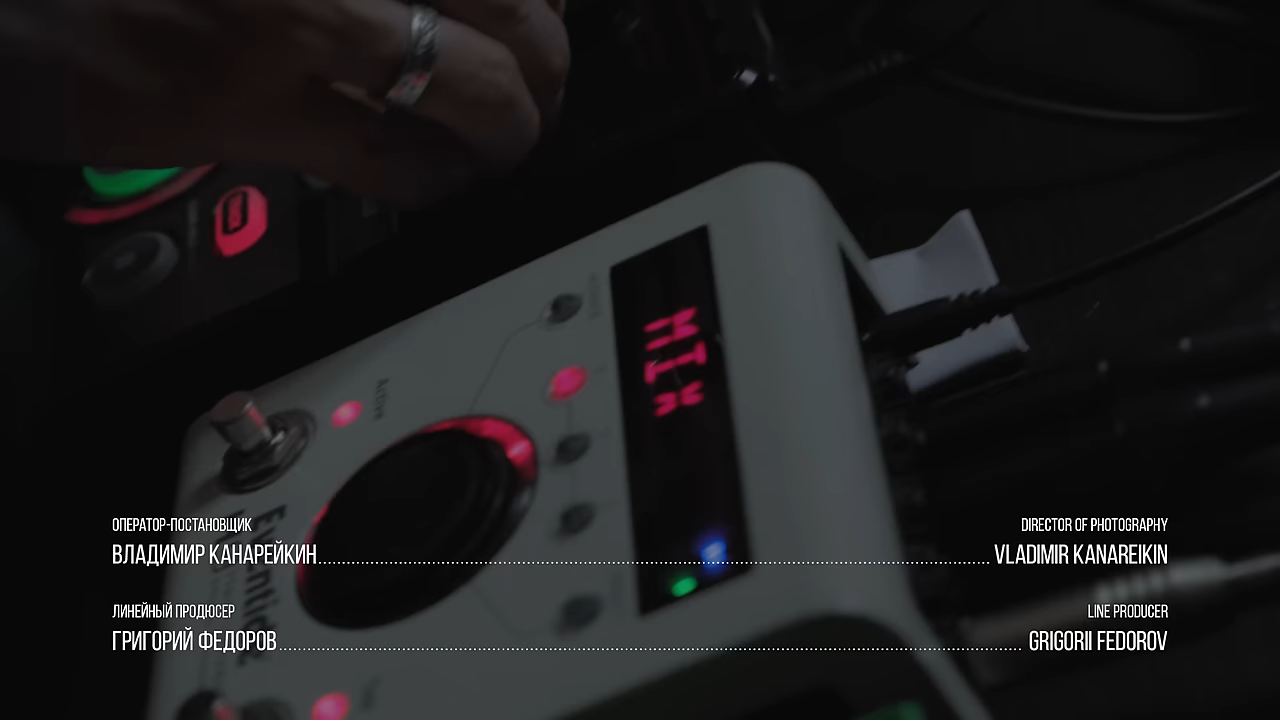 MIX
Active
Eventide
ОПЕРАТОР-ПОСТАНОВЩИК
DIRECTOR OF PHOTOGRAPHY
ВЛАДИМИР КАНАРЕЙКИН
VLADIMIR KANAREIKIN
ЛИНЕЙНЫЙ ПРОДЮСЕР
LINE PRODUCER
ГРИГОРИЙ ФЕДОРОВ
GRIGORII FEDOROV